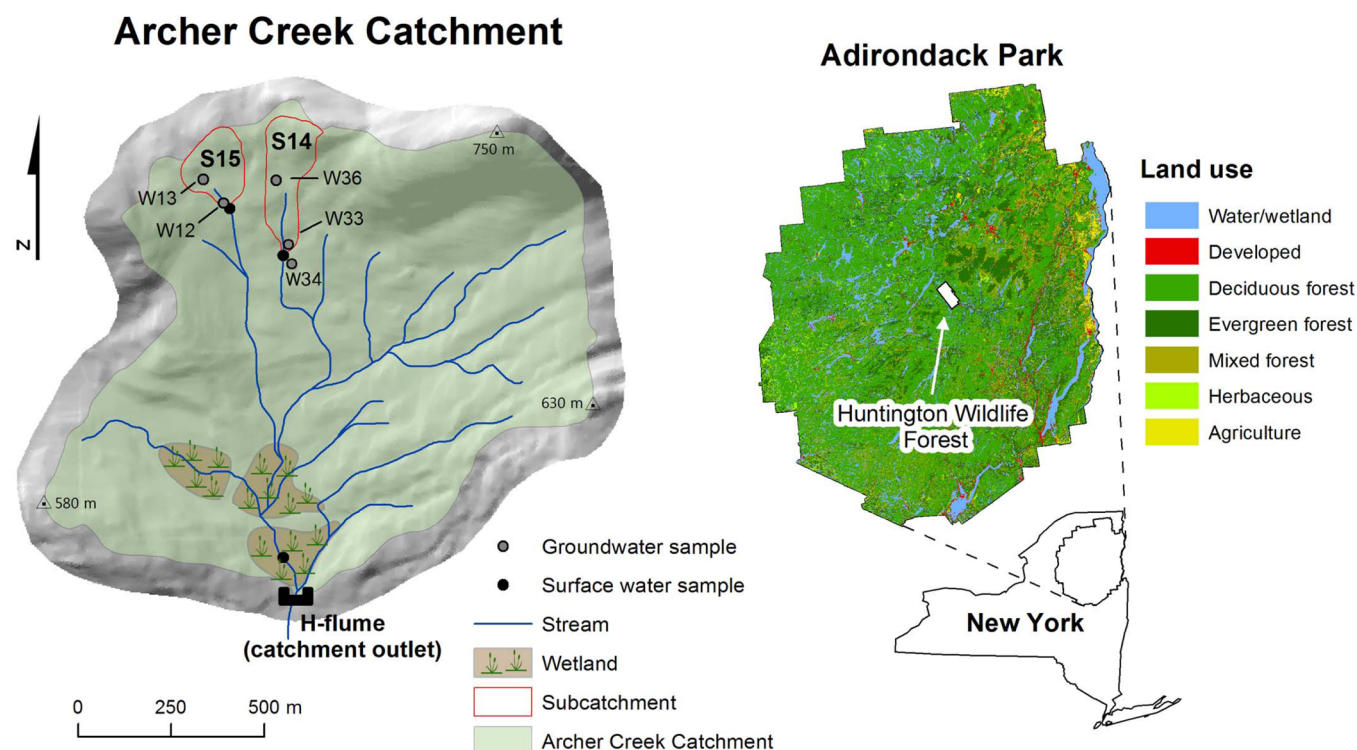 Archer Creek Catchment
N
S15
S14
750 m
W13
W36
W12
W33
W34
630 m
580 m
H-flume
(catchment outlet)
0 250 500 m
Groundwater sample
Surface water sample
Stream
Wetland
Subcatchment
Archer Creek Catchment
Adirondack Park
Huntington Wildlife
Forest
Land use
Water/wetland
Developed
Deciduous forest
Evergreen forest
Mixed forest
Herbaceous
Agriculture
New York